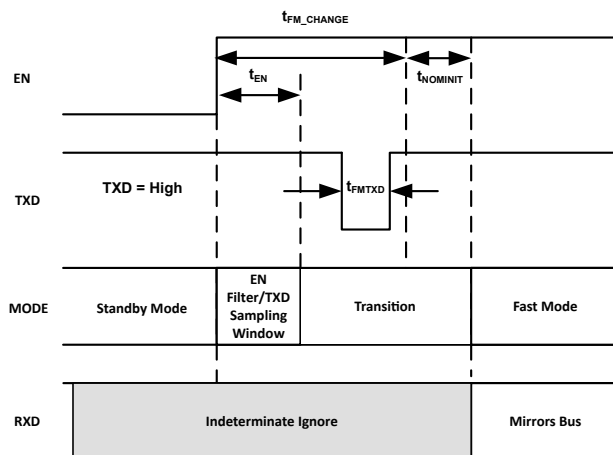 tFM_CHANGE
EN
tEN
tNOMINIT
TXD
TXD = High
tFMTXD
MODE
Standby Mode
EN
Filter/TXD
Sampling
Window
Transition
Fast Mode
RXD
Indeterminate Ignore
Mirrors Bus